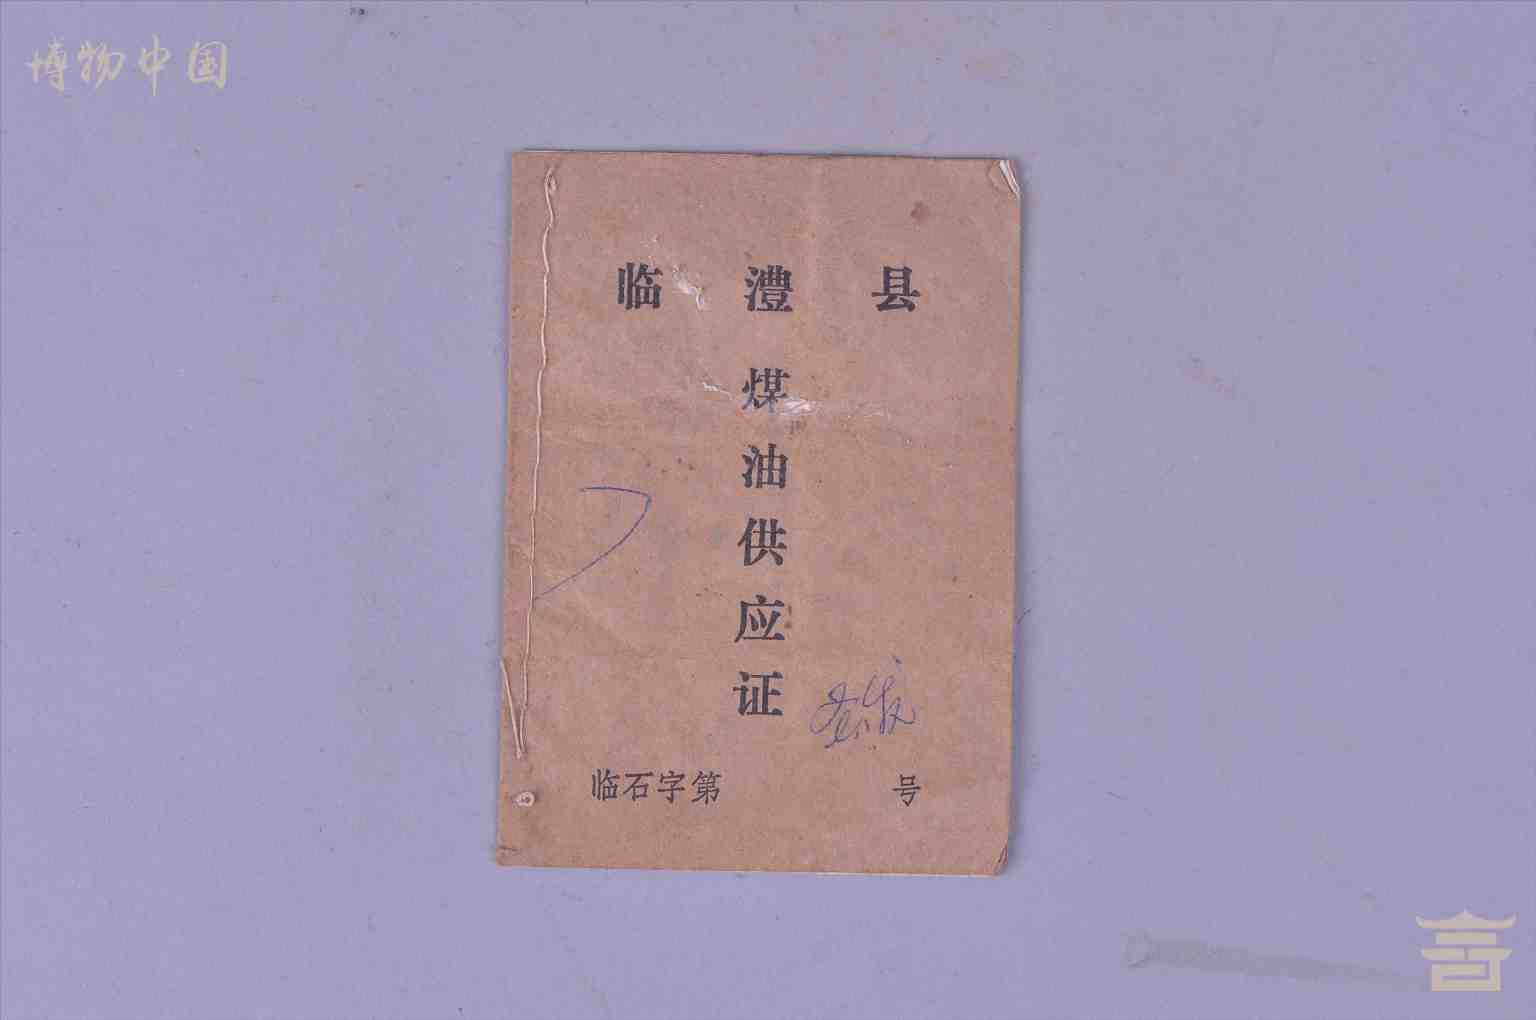 博物中国
临澧县
煤油供应证
临石字第 号